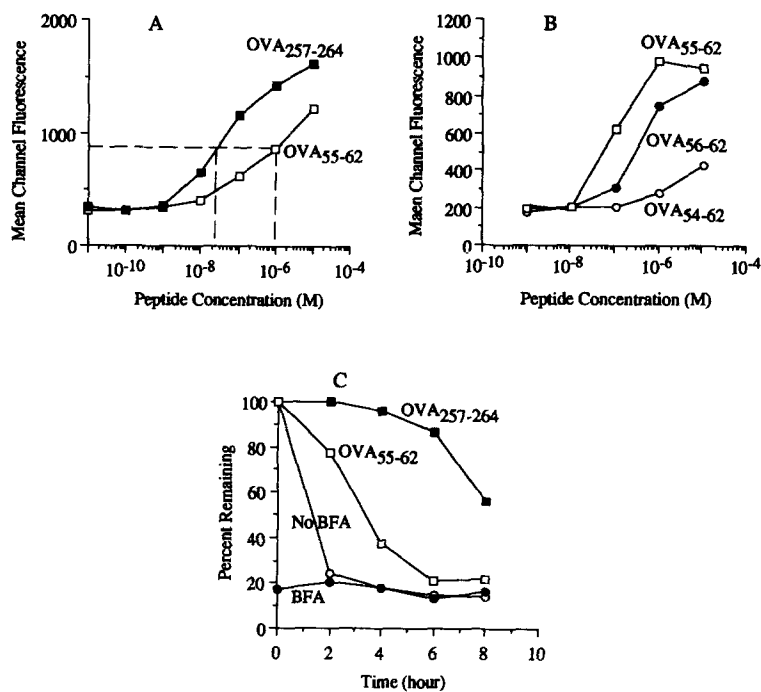 A
2000
1000
0
Mean Channel Fluorescence
OVA257-264
OVA55-62
10-10
10-8
10-6
10-4
Peptide Concentration (M)
B
1200
1000
800
600
400
200
0
Maen Channel Fluorescence
OVA55-62
OVA56-62
OVA54-62
10-10
10-8
10-6
10-4
Peptide Concentration (M)
C
100
80
60
40
20
0
Percent Remaining
OVA257-264
OVA55-62
No BFA
BFA
0
2
4
6
8
10
Time (hour)